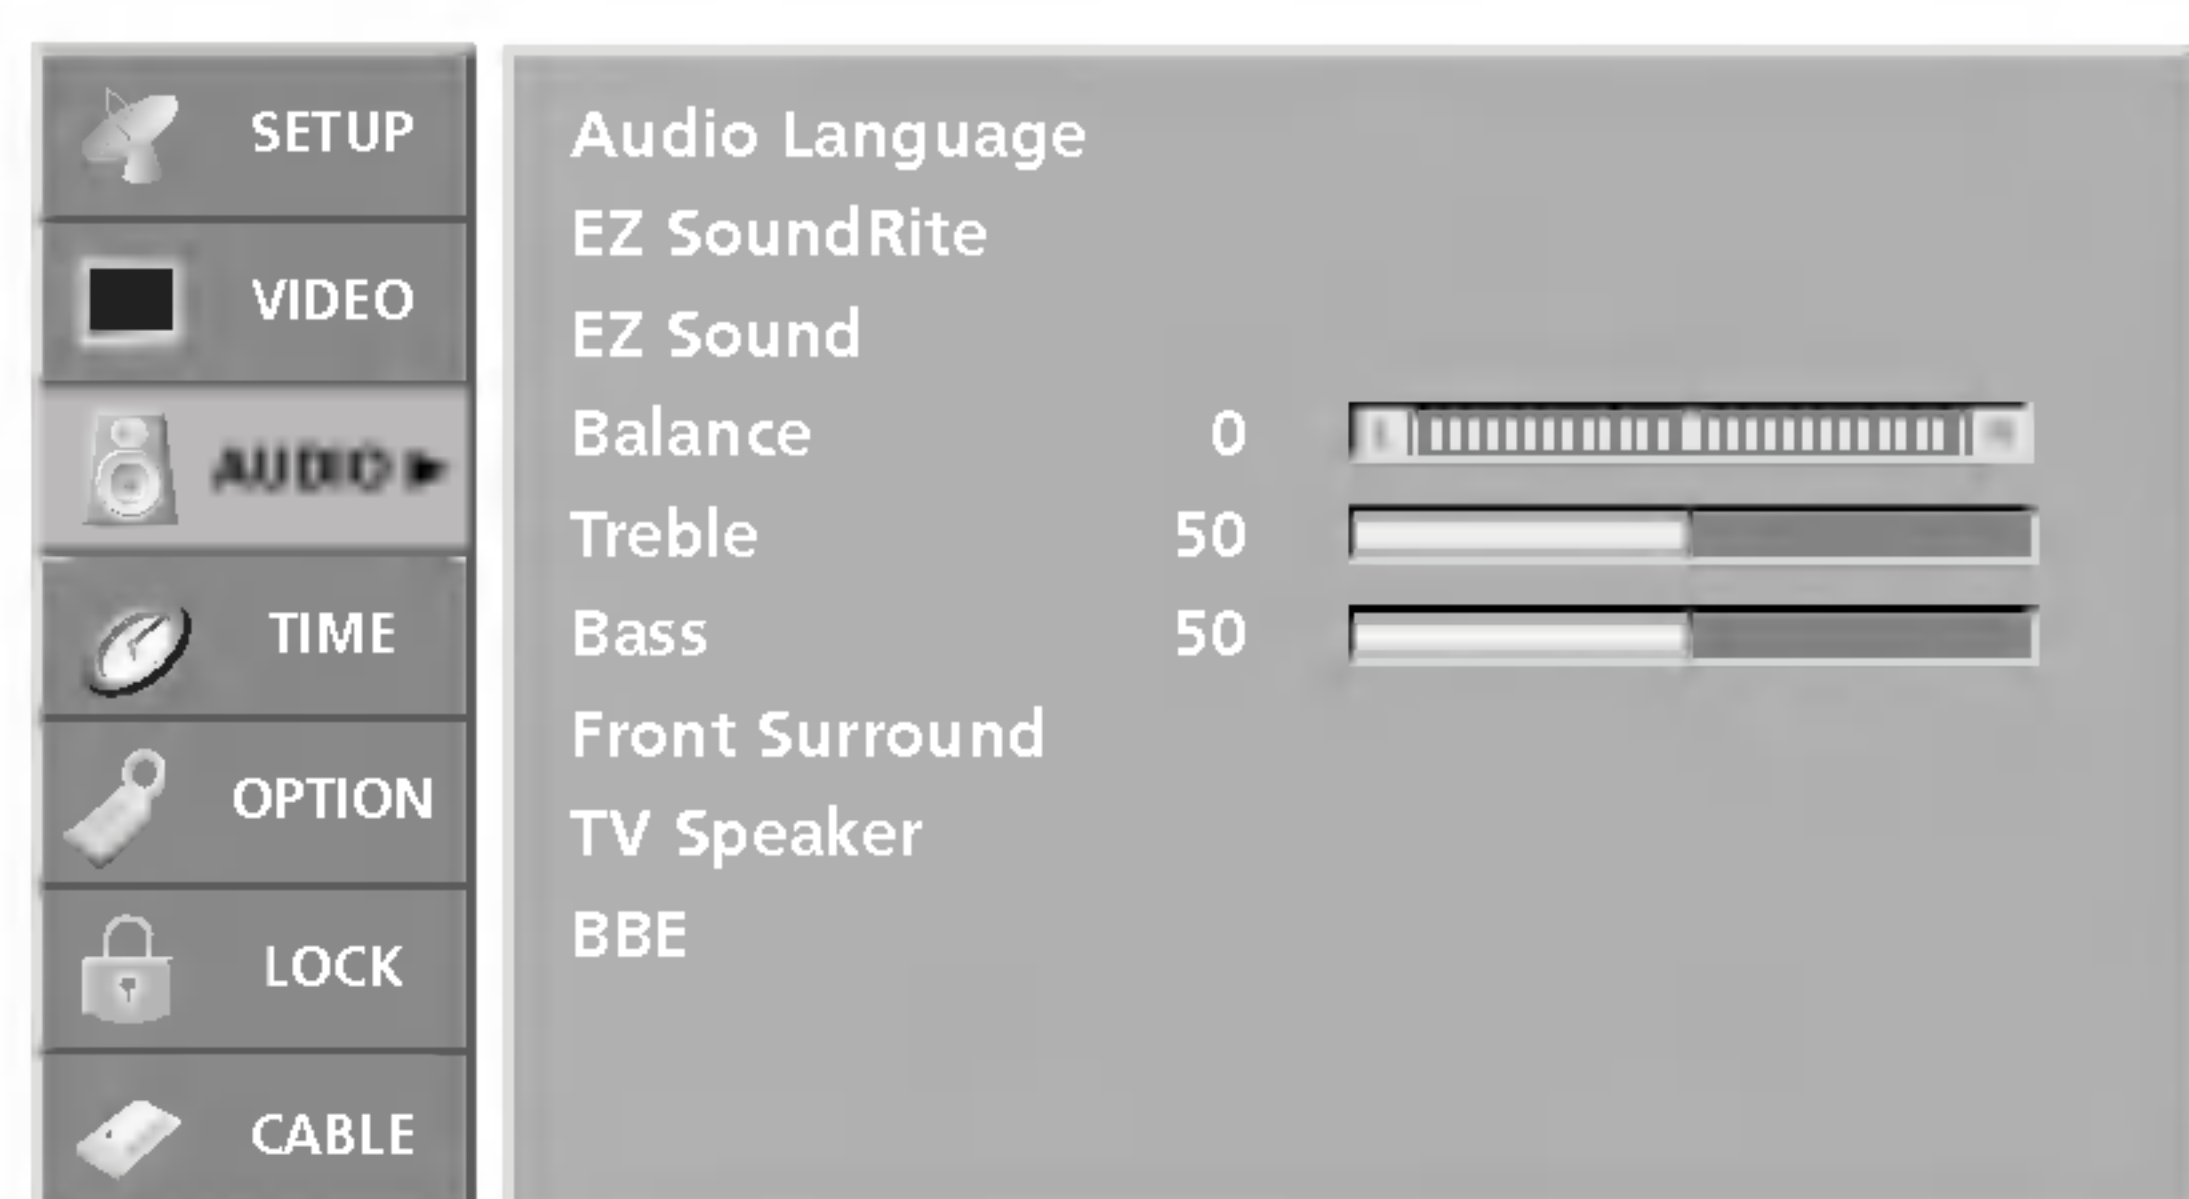 SETUP
VIDEO
AUDIO ►
TIME
OPTION
LOCK
CABLE
Audio Language
EZ SoundRite
EZ Sound
Balance 0 L R
Treble 50
Bass 50
Front Surround
TV Speaker
BBE